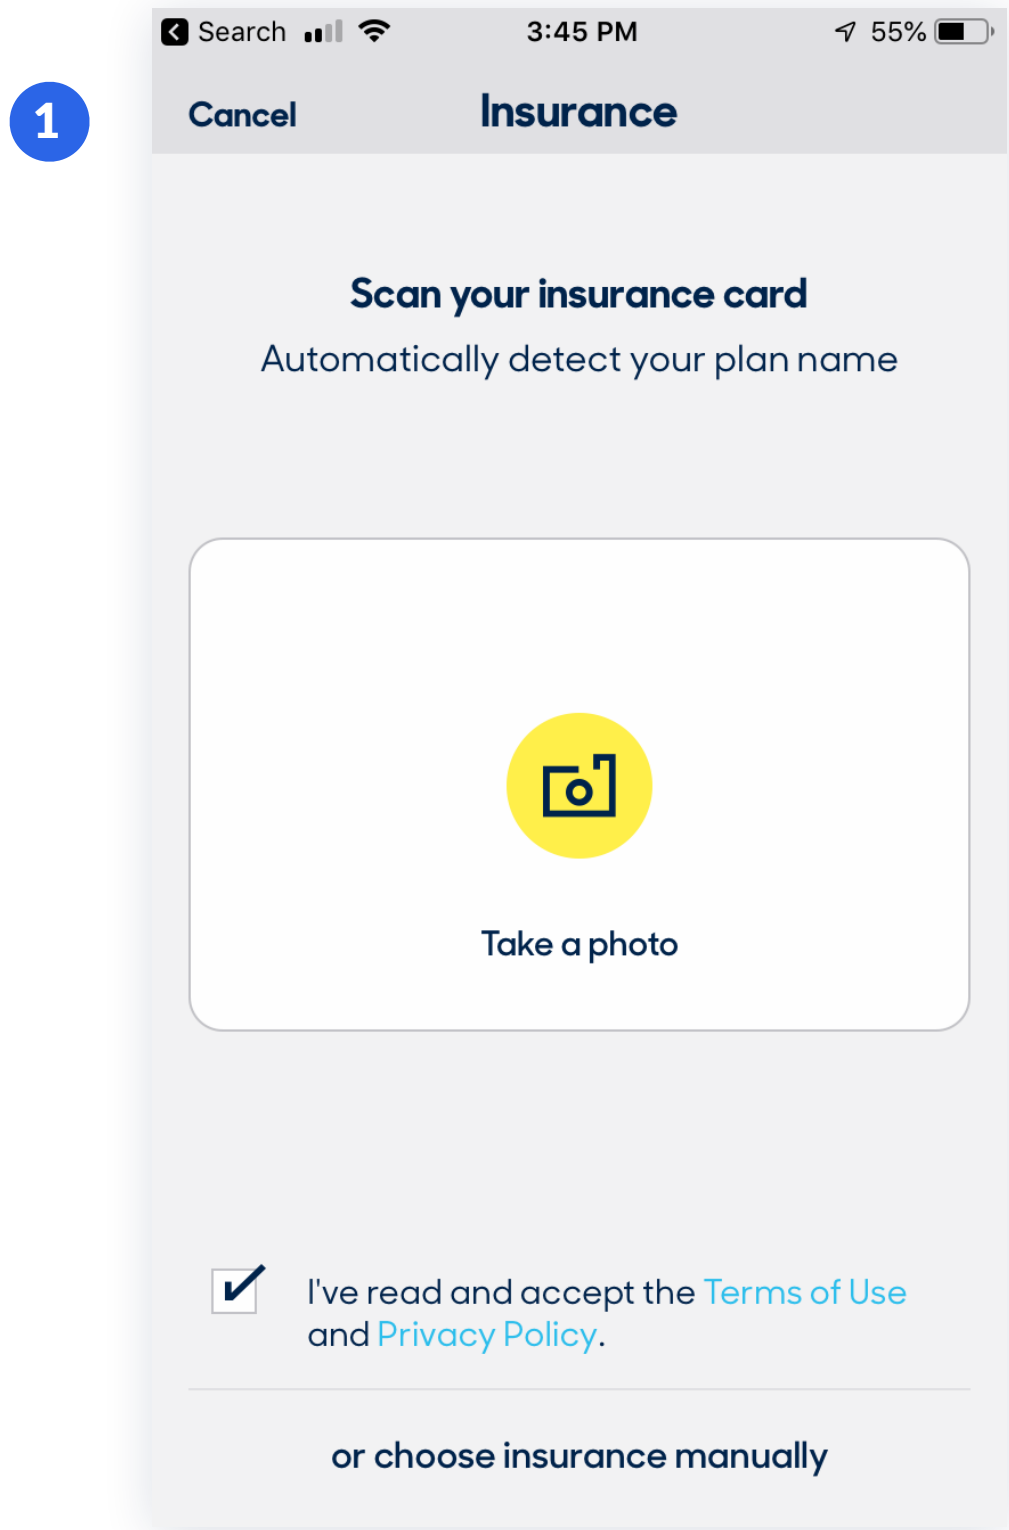 Search 3:45 PM 55%
1
Cancel Insurance
Scan your insurance card
Automatically detect your plan name
Take a photo
I've read and accept the Terms of Use
and Privacy Policy.
or choose insurance manually